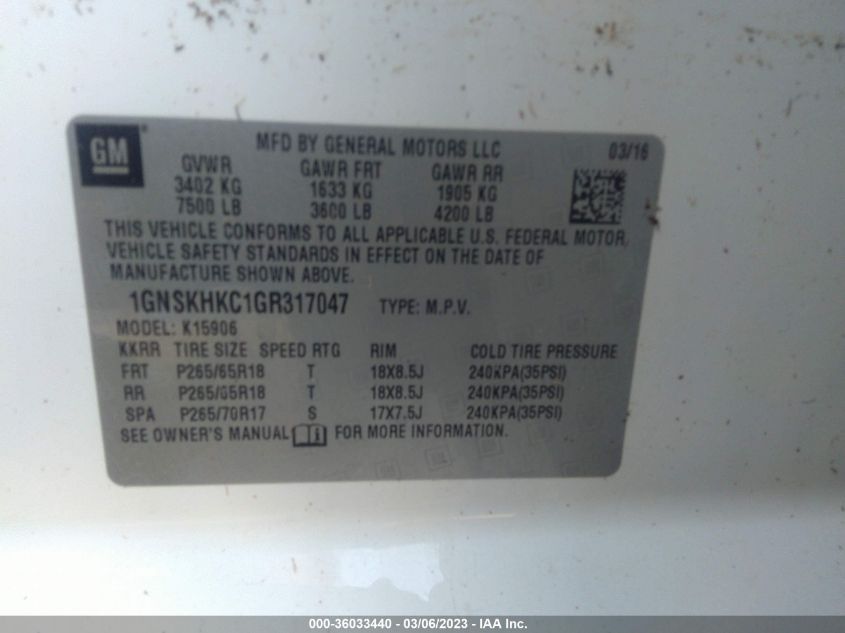 GM ® MFD BY GENERAL MOTORS LLC 03/16
GVWR GAWR FRT GAWR RR
3402 KG 1633 KG 1905 KG
7500 LB 3600 LB 4200 LB
THIS VEHICLE CONFORMS TO ALL APPLICABLE U.S. FEDERAL MOTOR
VEHICLE SAFETY STANDARDS IN EFFECT ON THE DATE OF
MANUFACTURE SHOWN ABOVE.
1GNSKHKC1GR317047 TYPE: M.P.V.
MODEL: K15906
KKRR TIRE SIZE SPEED RTG RIM COLD TIRE PRESSURE
FRT P265/65R18 T 18X8.5J 240KPA(35PSI)
RR P265/65R18 T 18X8.5J 240KPA(35PSI)
SPA P265/70R17 S 17X7.5J 240KPA(35PSI)
SEE OWNER'S MANUAL i FOR MORE INFORMATION.
000-36033440 - 03/06/2023 - IAA Inc.